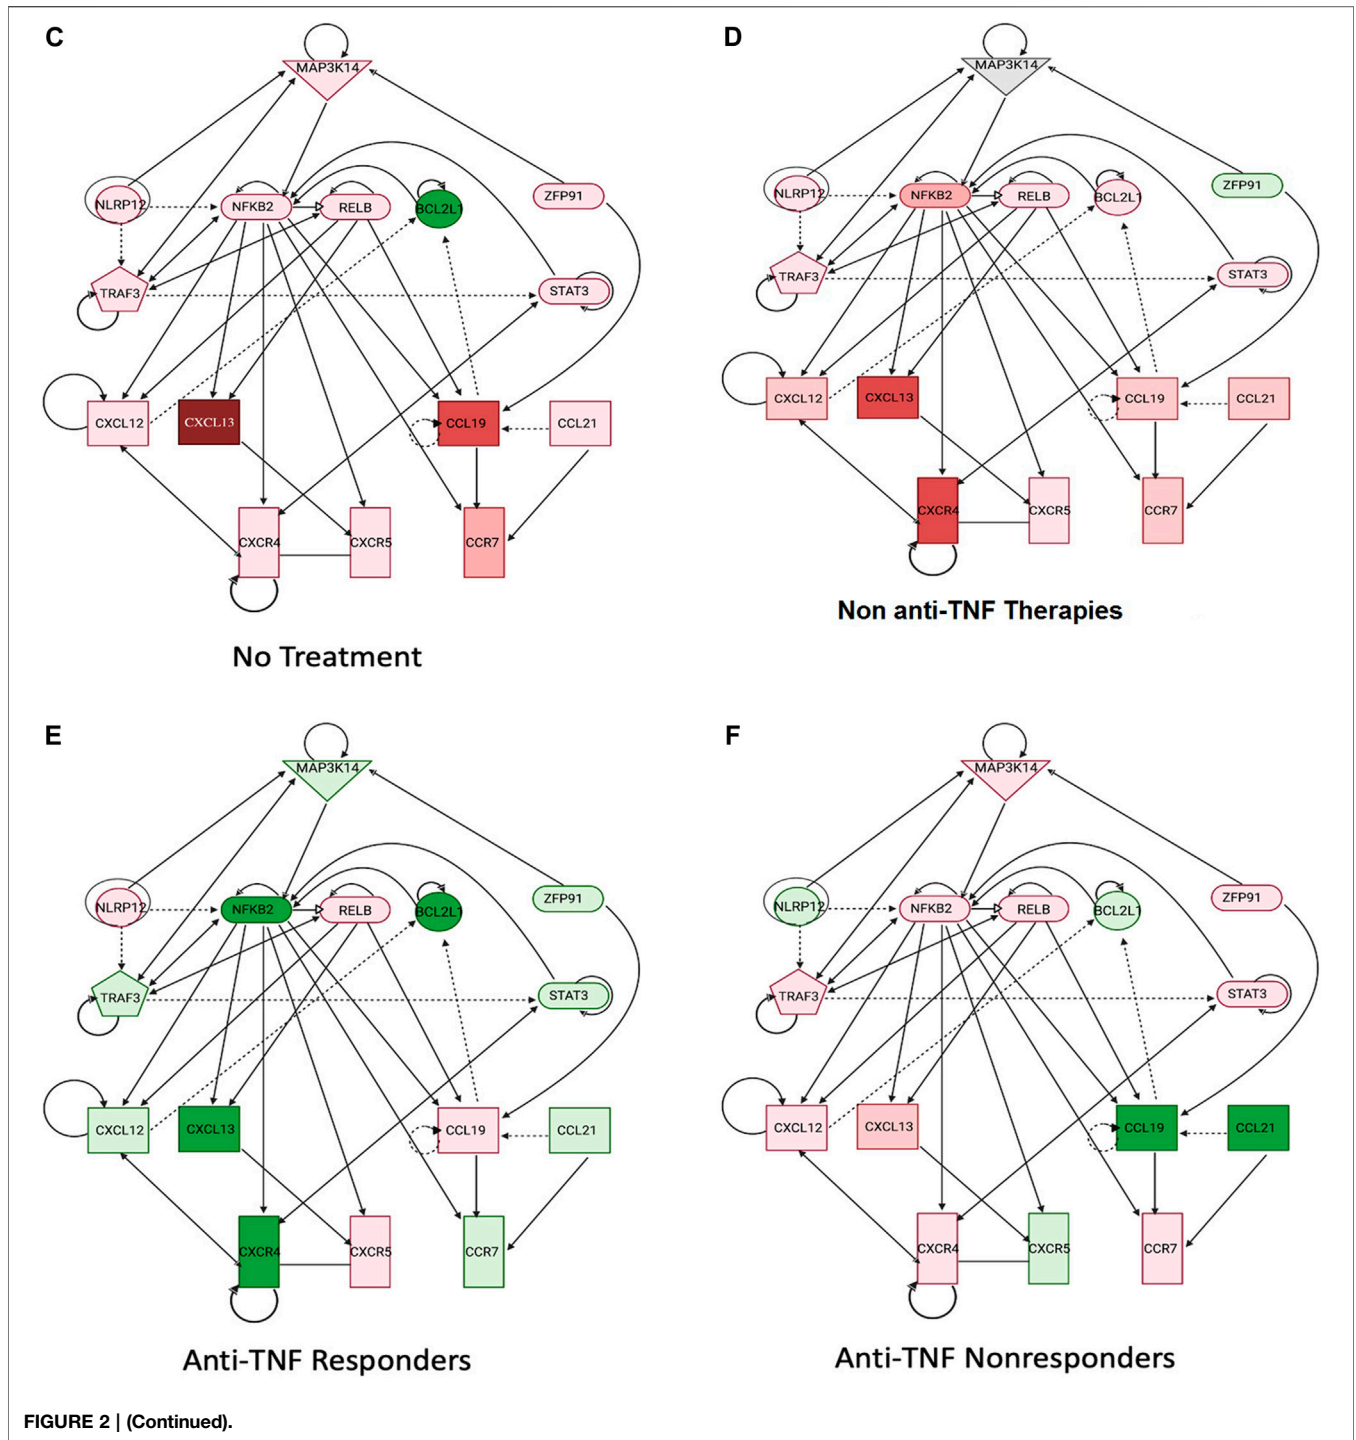 C
MAP3K14
NLRP12
NFKB2
RELB
BCL2L1
ZFP91
TRAF3
STAT3
CXCL12
CXCL13
CCL19
CCL21
CXCR4
CXCR5
CCR7
No Treatment
D
MAP3K14
NLRP12
NFKB2
RELB
BCL2L1
ZFP91
TRAF3
STAT3
CXCL12
CXCL13
CCL19
CCL21
CXCR4
CXCR5
CCR7
Non anti-TNF Therapies
E
MAP3K14
NLRP12
NFKB2
RELB
BCL2L1
ZFP91
TRAF3
STAT3
CXCL12
CXCL13
CCL19
CCL21
CXCR4
CXCR5
CCR7
Anti-TNF Responders
F
MAP3K14
NLRP12
NFKB2
RELB
BCL2L1
ZFP91
TRAF3
STAT3
CXCL12
CXCL13
CCL19
CCL21
CXCR4
CXCR5
CCR7
Anti-TNF Nonresponders
FIGURE 2 | (Continued).